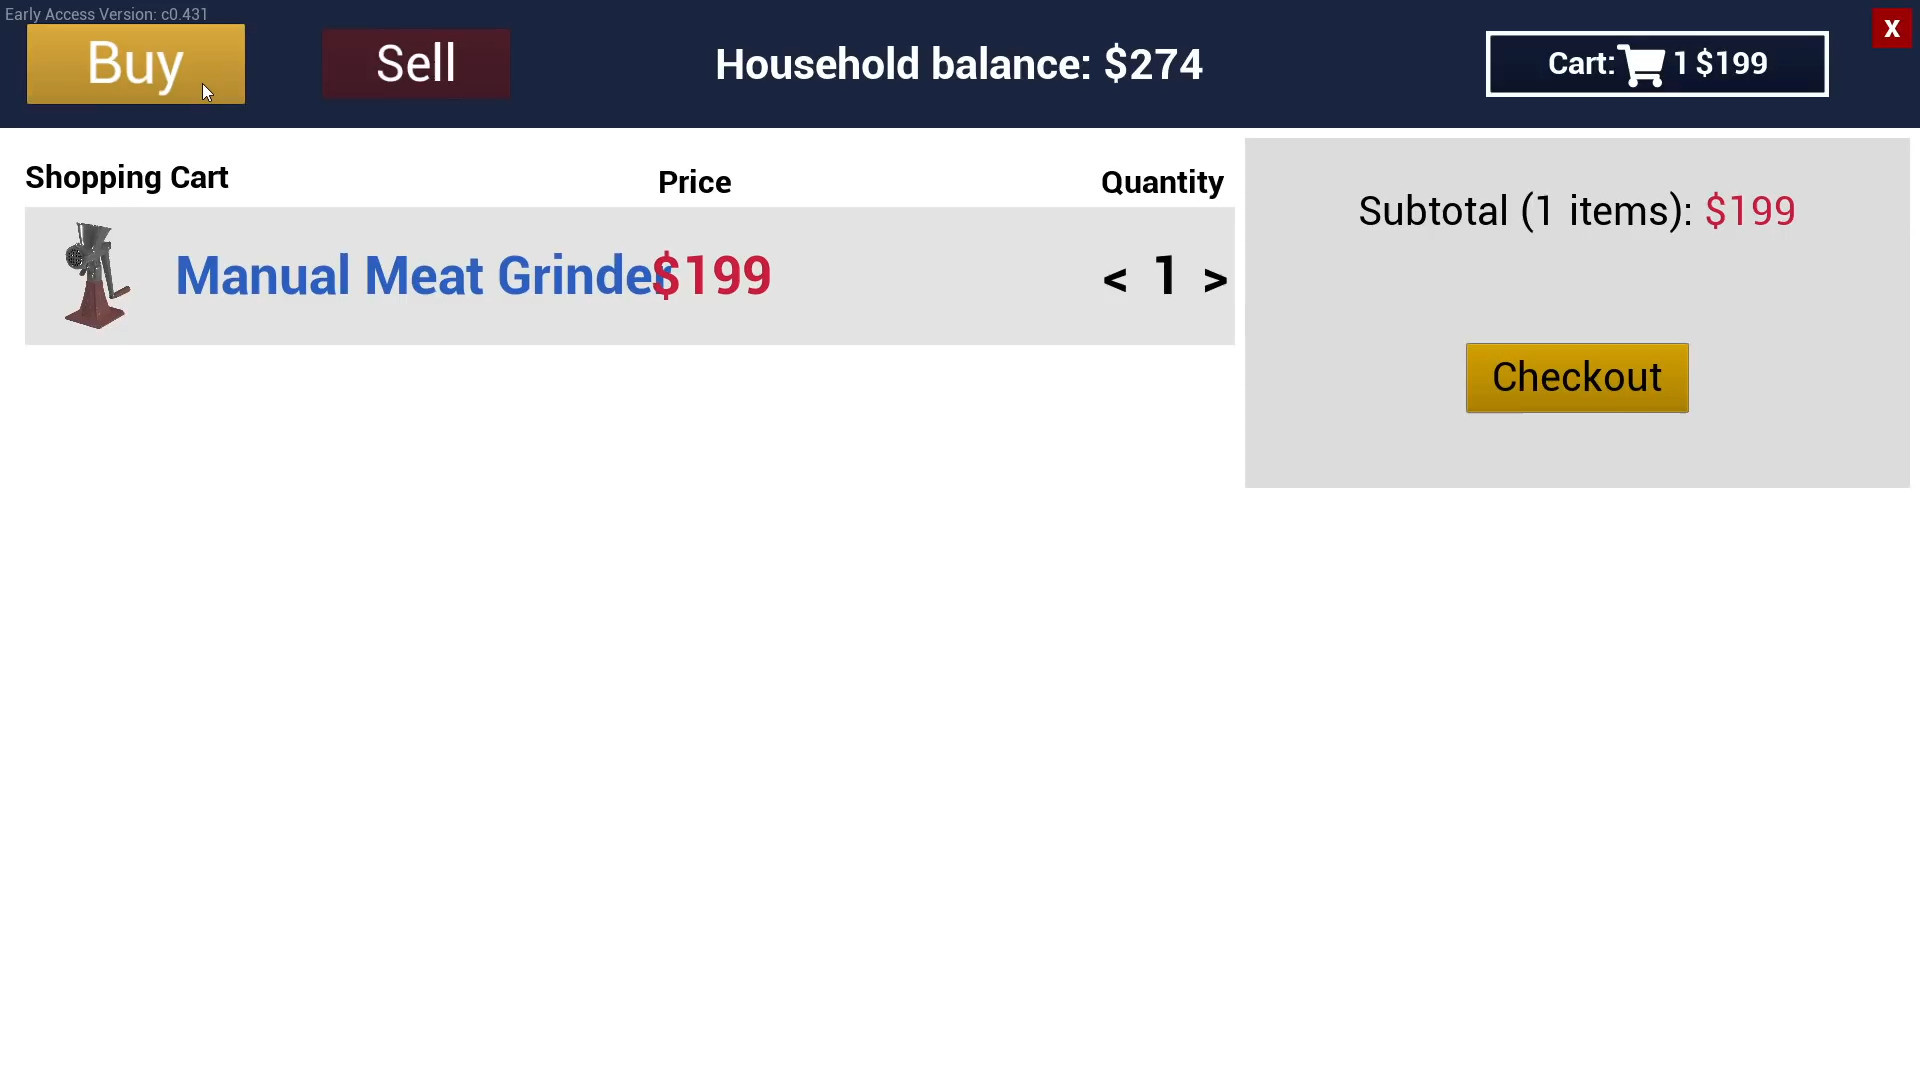 Early Access Version: c0.431
Buy
Sell
Household balance: $274
Cart: 1 $199
X
Shopping Cart
Price
Quantity
Manual Meat Grinder
$199
< 1 >
Subtotal (1 items): $199
Checkout